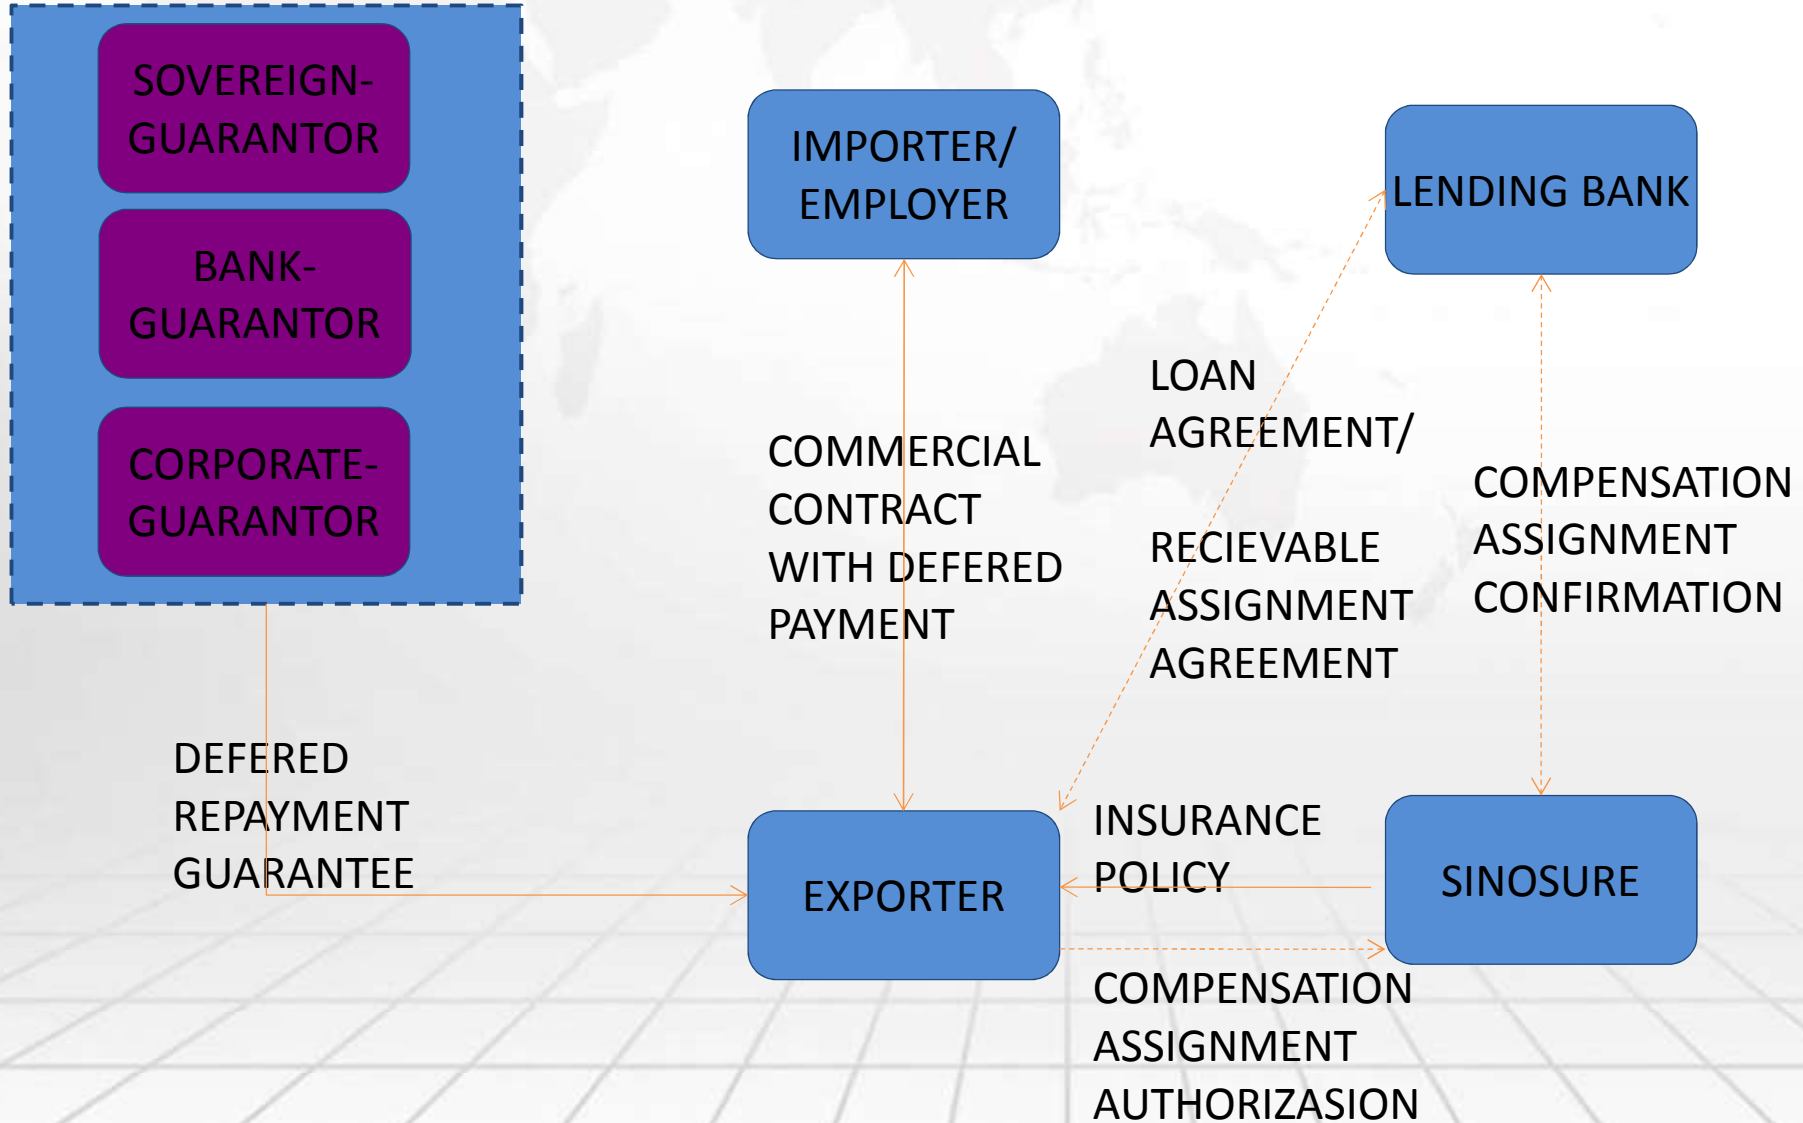 SOVEREIGN-
GUARANTOR
BANK-
GUARANTOR
CORPORATE-
GUARANTOR
IMPORTER/
EMPLOYER
LENDING BANK
COMMERCIAL
CONTRACT
WITH DEFERED
PAYMENT
LOAN
AGREEMENT/
RECIEVABLE
ASSIGNMENT
AGREEMENT
COMPENSATION
ASSIGNMENT
CONFIRMATION
DEFERED
REPAYMENT
GUARANTEE
EXPORTER
INSURANCE
POLICY
SINOSURE
COMPENSATION
ASSIGNMENT
AUTHORIZASION